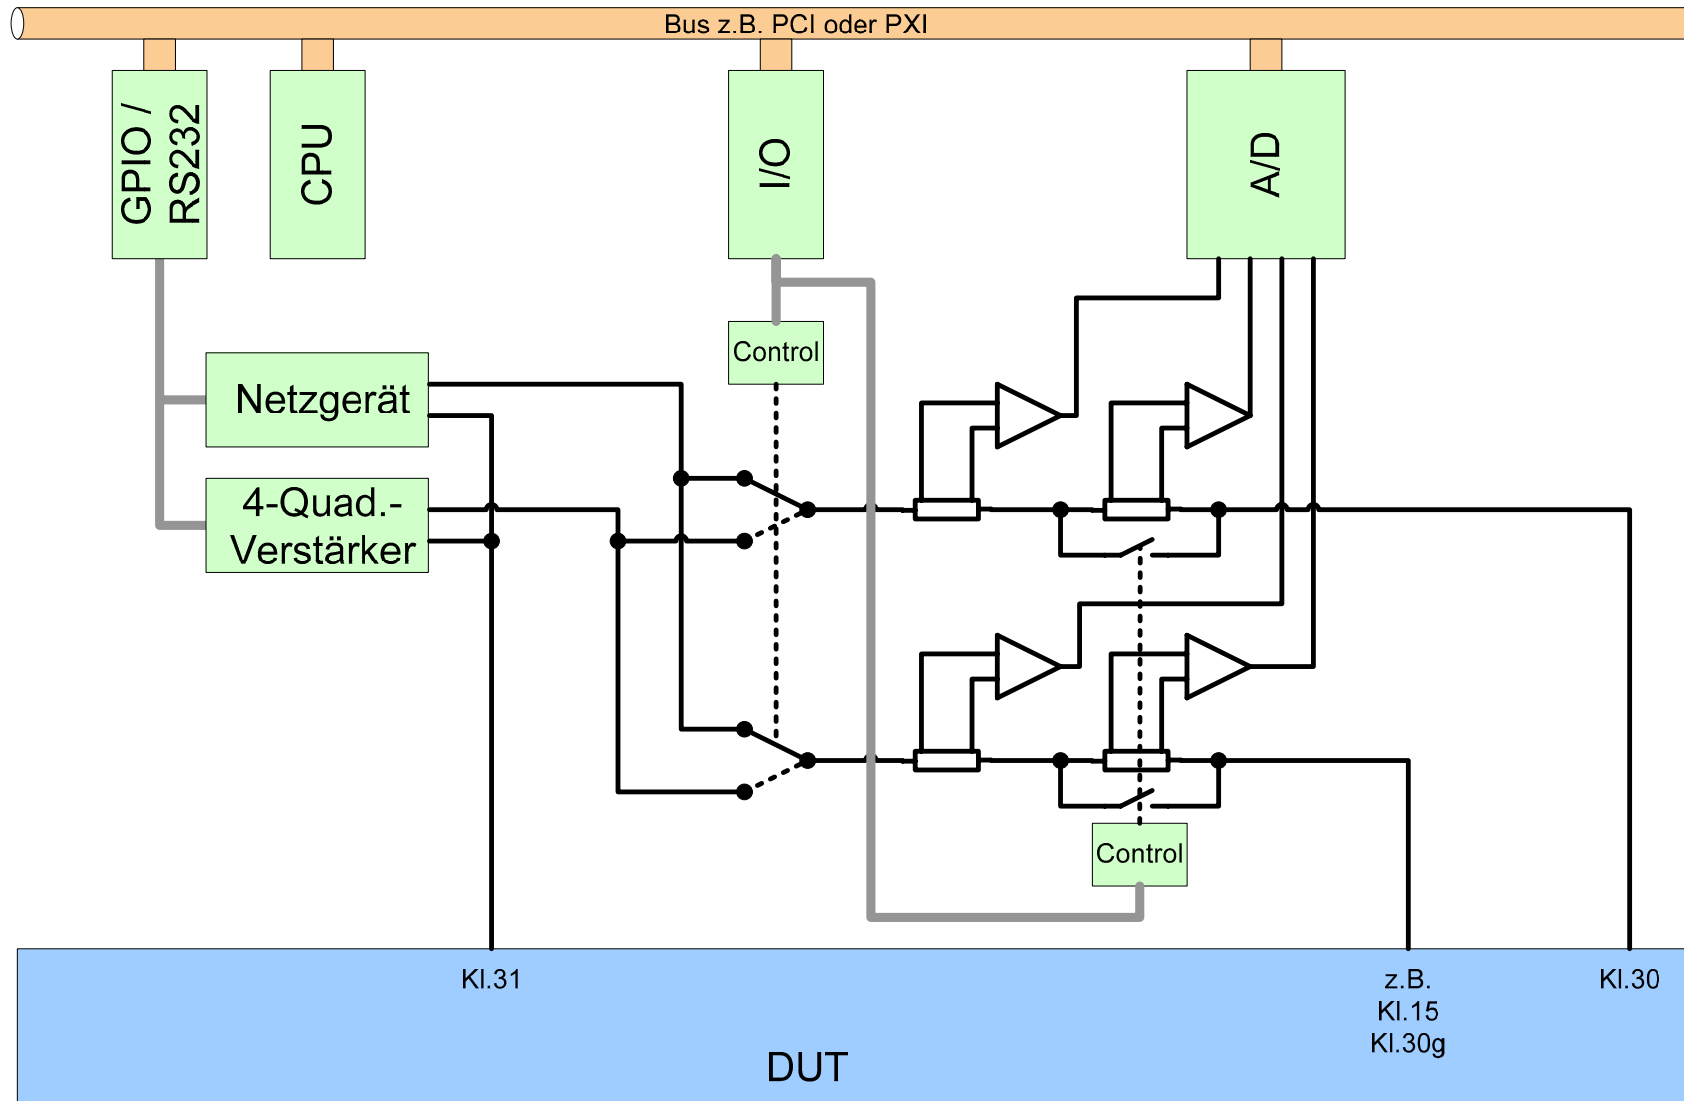 Bus z.B. PCI oder PXI
GPIO /
RS232
CPU
I/O
A/D
Control
Netzgerät
4-Quad.-
Verstärker
Control
Kl.31
z.B.
Kl.15
Kl.30g
Kl.30
DUT